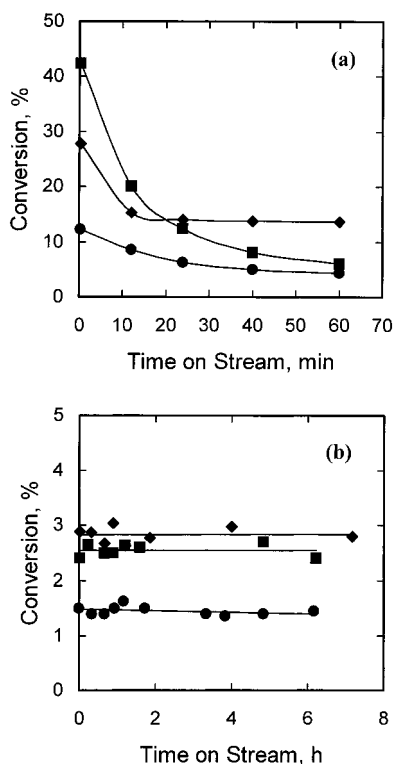 (a)
Conversion, %
50
40
30
20
10
0
0 10 20 30 40 50 60 70
Time on Stream, min
(b)
Conversion, %
5
4
3
2
1
0
0 2 4 6 8
Time on Stream, h